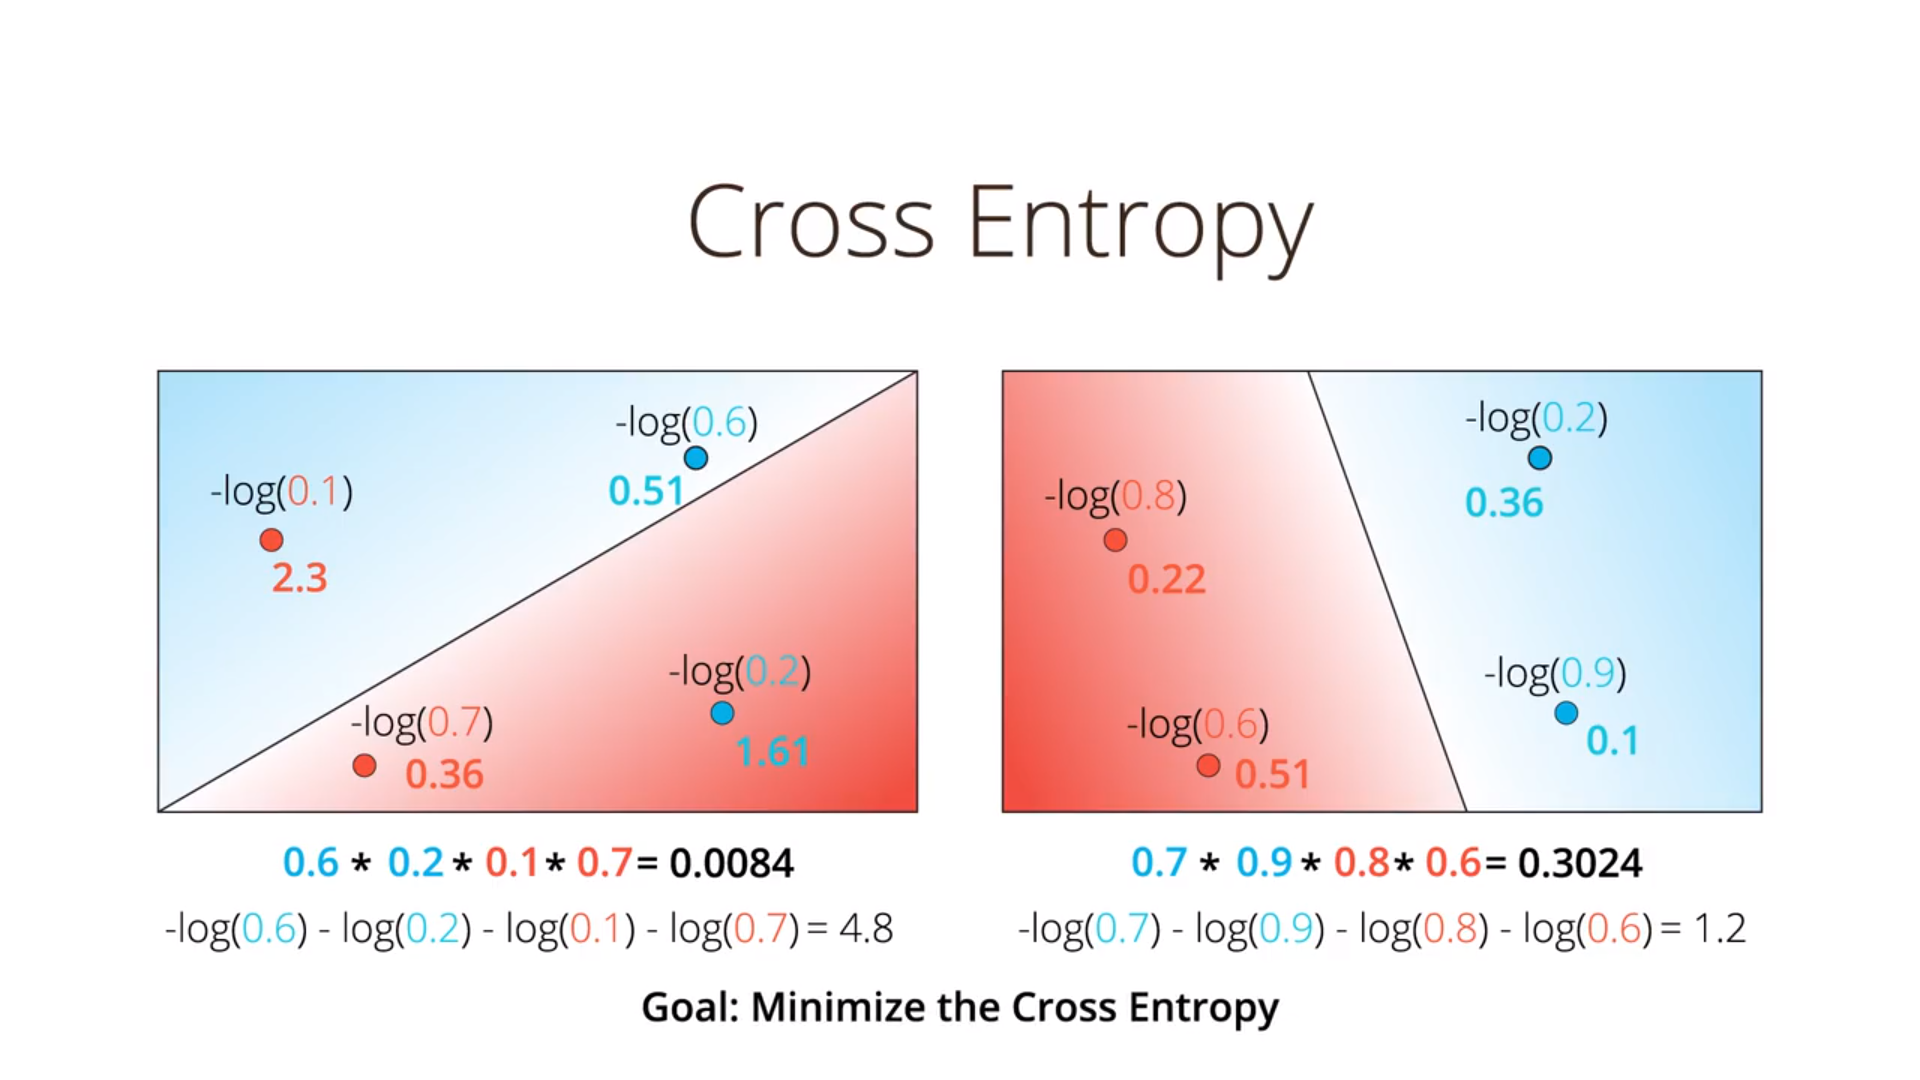 Cross Entropy
-log(0.6)
0.51
-log(0.1)
2.3
-log(0.2)
1.61
-log(0.7)
0.36
-log(0.2)
0.36
-log(0.8)
0.22
-log(0.9)
0.1
-log(0.6)
0.51
0.6 * 0.2 * 0.1 * 0.7 = 0.0084
-log(0.6) - log(0.2) - log(0.1) - log(0.7) = 4.8
0.7 * 0.9 * 0.8 * 0.6 = 0.3024
-log(0.7) - log(0.9) - log(0.8) - log(0.6) = 1.2
Goal: Minimize the Cross Entropy